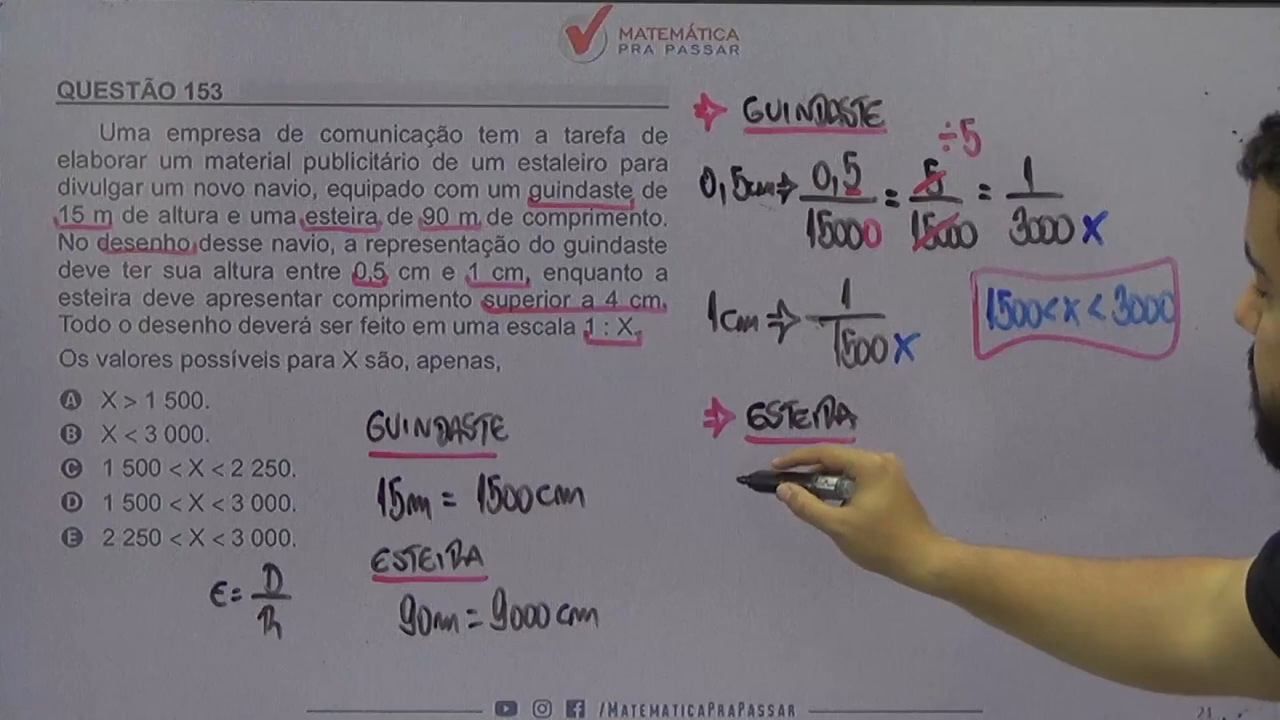 MATEMÁTICA
PRA PASSAR
QUESTÃO 153
Uma empresa de comunicação tem a tarefa de
elaborar um material publicitário de um estaleiro para
divulgar um novo navio, equipado com um guindaste de
15 m de altura e uma esteira de 90 m de comprimento.
No desenho desse navio, a representação do guindaste
deve ter sua altura entre 0,5 cm e 1 cm, enquanto a
esteira deve apresentar comprimento superior a 4 cm.
Todo o desenho deverá ser feito em uma escala 1 : X.
Os valores possíveis para X são, apenas,
A X > 1 500.
B X < 3 000.
C 1 500 < X < 2 250.
D 1 500 < X < 3 000.
E 2 250 < X < 3 000.
E = D/R
GUINDASTE
15m = 1500cm
ESTEIRA
90m = 9000cm
⇒ GUINDASTE
÷5
0,5cm ⇒ 0,5/15000 = 5/15000 = 1/3000 X
1cm ⇒ 1/1500 X
1500 < X < 3000
⇒ ESTEIRA
/MATEMATICAPRAPASSAR